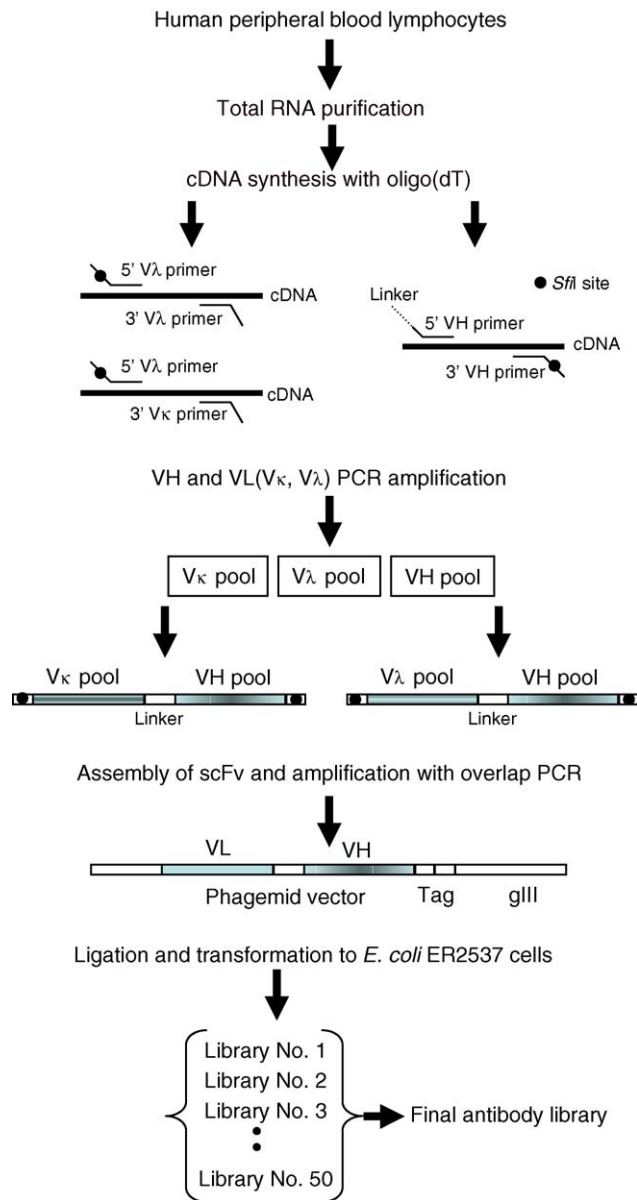 Human peripheral blood lymphocytes
Total RNA purification
cDNA synthesis with oligo(dT)
5' Vλ primer
cDNA
3' Vλ primer
5' Vλ primer
cDNA
3' Vκ primer
SfiI site
Linker
5' VH primer
cDNA
3' VH primer
VH and VL(Vκ, Vλ) PCR amplification
Vκ pool
Vλ pool
VH pool
Vκ pool
VH pool
Linker
Vλ pool
VH pool
Linker
Assembly of scFv and amplification with overlap PCR
VL
VH
Phagemid vector
Tag
gIII
Ligation and transformation to E. coli ER2537 cells
Library No. 1
Library No. 2
Library No. 3
Library No. 50
Final antibody library